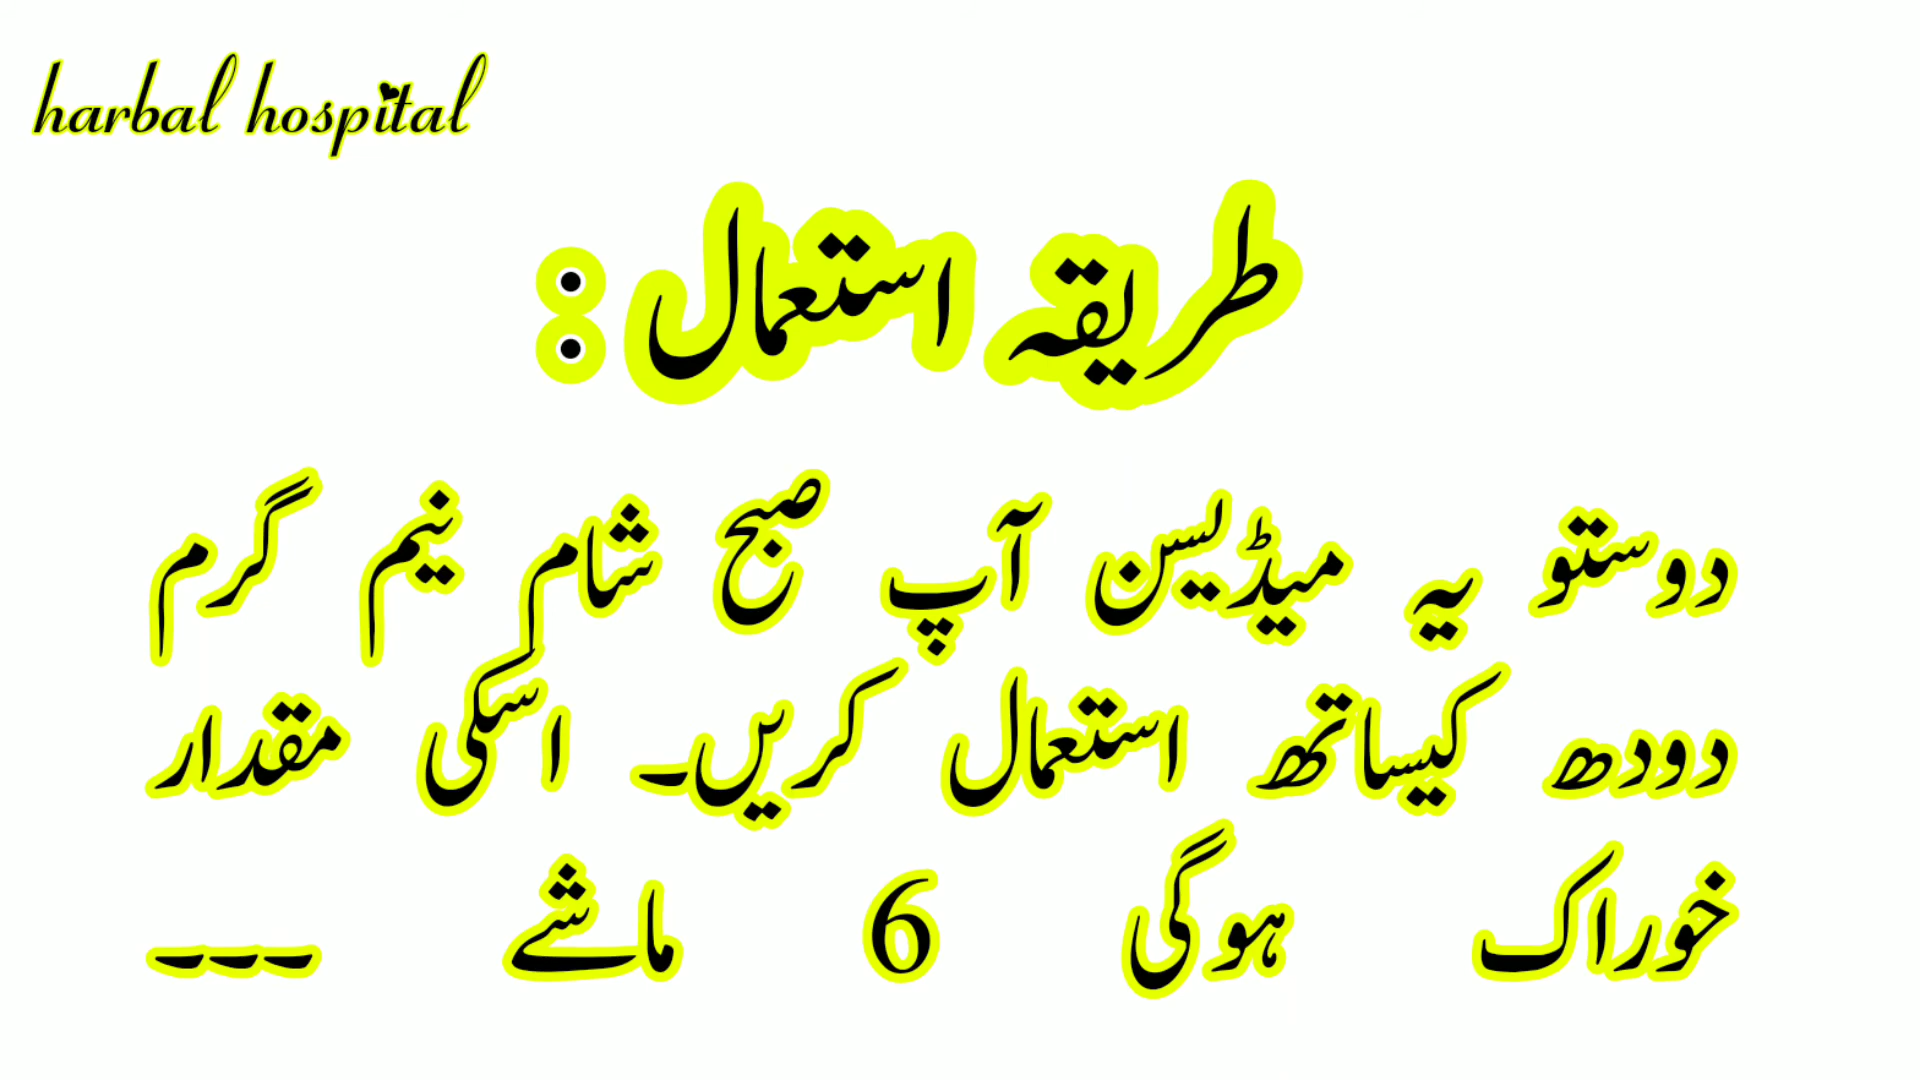 harbal hospital
طریقہ استعمال :
دوستو یہ میڈیسن آپ صبح شام نیم گرم
دودھ کیساتھ استعمال کریں۔ اسکی مقدار
خوراک ہوگی 6 ماشے ۔۔۔